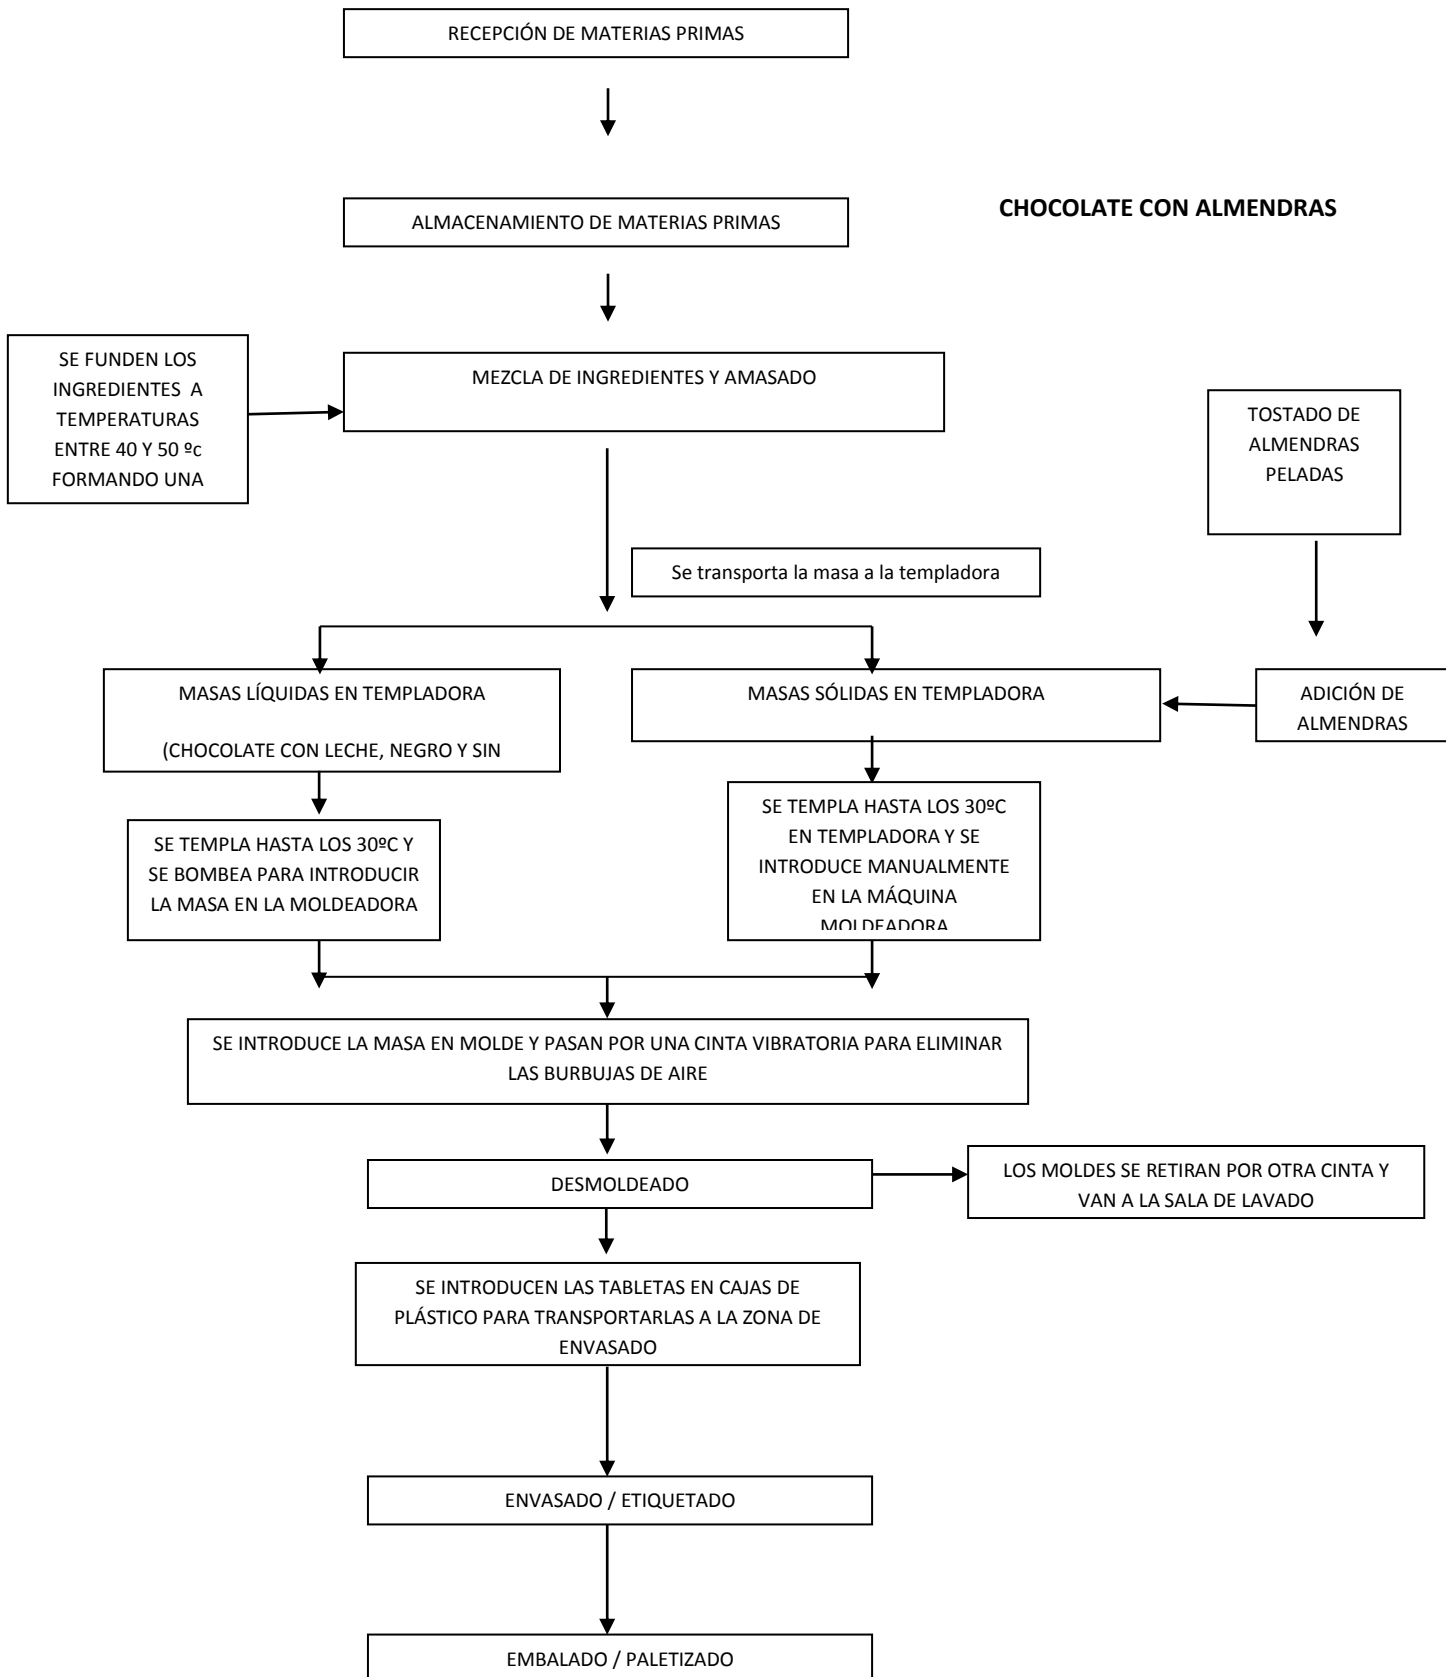 RECEPCIÓN DE MATERIAS PRIMAS
ALMACENAMIENTO DE MATERIAS PRIMAS
CHOCOLATE CON ALMENDRAS
SE FUNDEN LOS
INGREDIENTES A
TEMPERATURAS
ENTRE 40 Y 50 ºc
FORMANDO UNA
MEZCLA DE INGREDIENTES Y AMASADO
TOSTADO DE
ALMENDRAS
PELADAS
Se transporta la masa a la templadora
MASAS LÍQUIDAS EN TEMPLADORA
(CHOCOLATE CON LECHE, NEGRO Y SIN
MASAS SÓLIDAS EN TEMPLADORA
ADICIÓN DE
ALMENDRAS
SE TEMPLA HASTA LOS 30ºC Y
SE BOMBEA PARA INTRODUCIR
LA MASA EN LA MOLDEADORA
SE TEMPLA HASTA LOS 30ºC
EN TEMPLADORA Y SE
INTRODUCE MANUALMENTE
EN LA MÁQUINA
MOLDEADORA
SE INTRODUCE LA MASA EN MOLDE Y PASAN POR UNA CINTA VIBRATORIA PARA ELIMINAR
LAS BURBUJAS DE AIRE
DESMOLDEADO
LOS MOLDES SE RETIRAN POR OTRA CINTA Y
VAN A LA SALA DE LAVADO
SE INTRODUCEN LAS TABLETAS EN CAJAS DE
PLÁSTICO PARA TRANSPORTARLAS A LA ZONA DE
ENVASADO
ENVASADO / ETIQUETADO
EMBALADO / PALETIZADO